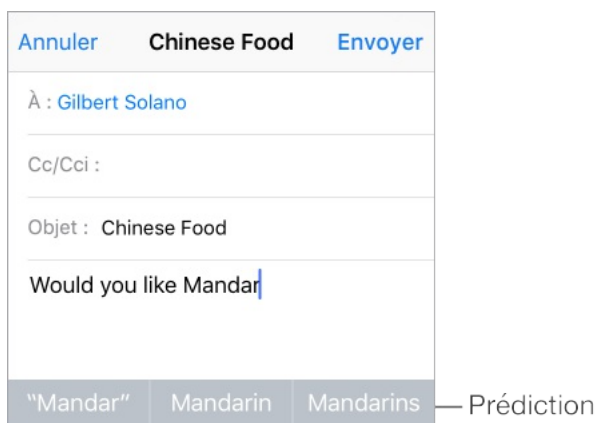 Annuler Chinese Food Envoyer
À : Gilbert Solano
Cc/Cci :
Objet : Chinese Food
Would you like Mandar
"Mandar" Mandarin Mandarins Prédiction